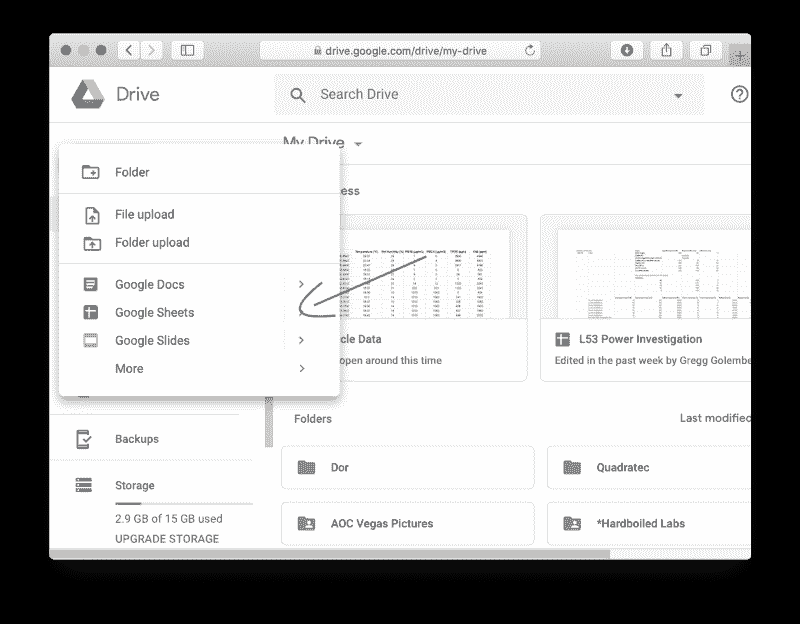 drive.google.com/drive/my-drive
Drive
Search Drive
My Drive
Folder
File upload
Folder upload
Google Docs
Google Sheets
Google Slides
More
Backups
Storage
2.9 GB of 15 GB used
UPGRADE STORAGE
ess
cle Data
open around this time
L53 Power Investigation
Edited in the past week by Gregg Golembe
Folders
Last modified
Dor
Quadratec
AOC Vegas Pictures
*Hardboiled Labs